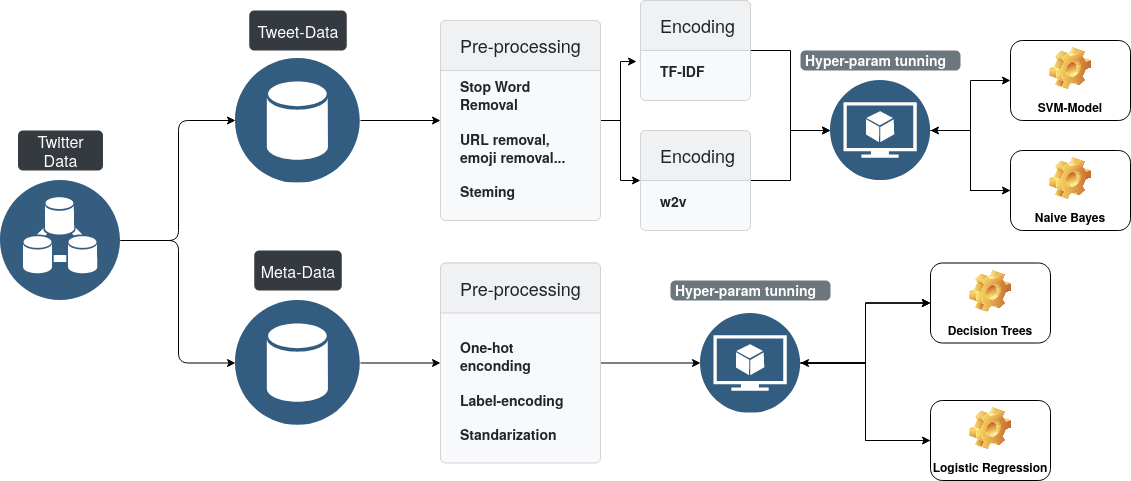 Twitter
Data
Tweet-Data
Pre-processing
Stop Word
Removal
URL removal,
emoji removal...
Steming
Encoding
TF-IDF
Encoding
w2v
Hyper-param tunning
SVM-Model
Naive Bayes
Meta-Data
Pre-processing
One-hot
enconding
Label-encoding
Standarization
Hyper-param tunning
Decision Trees
Logistic Regression